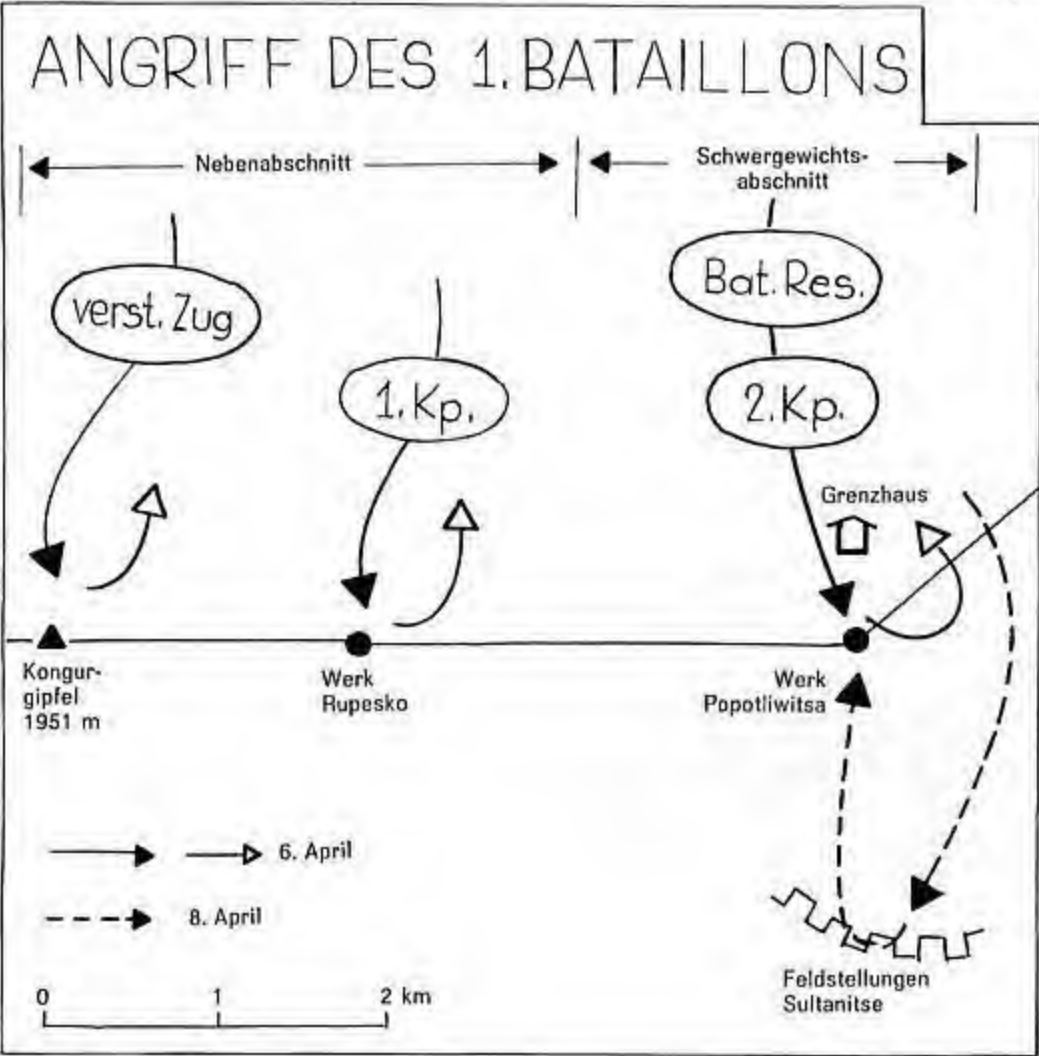 ANGRIFF DES 1. BATAILLONS
Nebenabschnitt
Schwergewichts-
abschnitt
verst. Zug
Bat. Res.
1. Kp.
2. Kp.
Grenzhaus
Kongur-
gipfel
1951 m
Werk
Rupesko
Werk
Popotliwitsa
6. April
8. April
0 1 2 km
Feldstellungen
Sultanitse